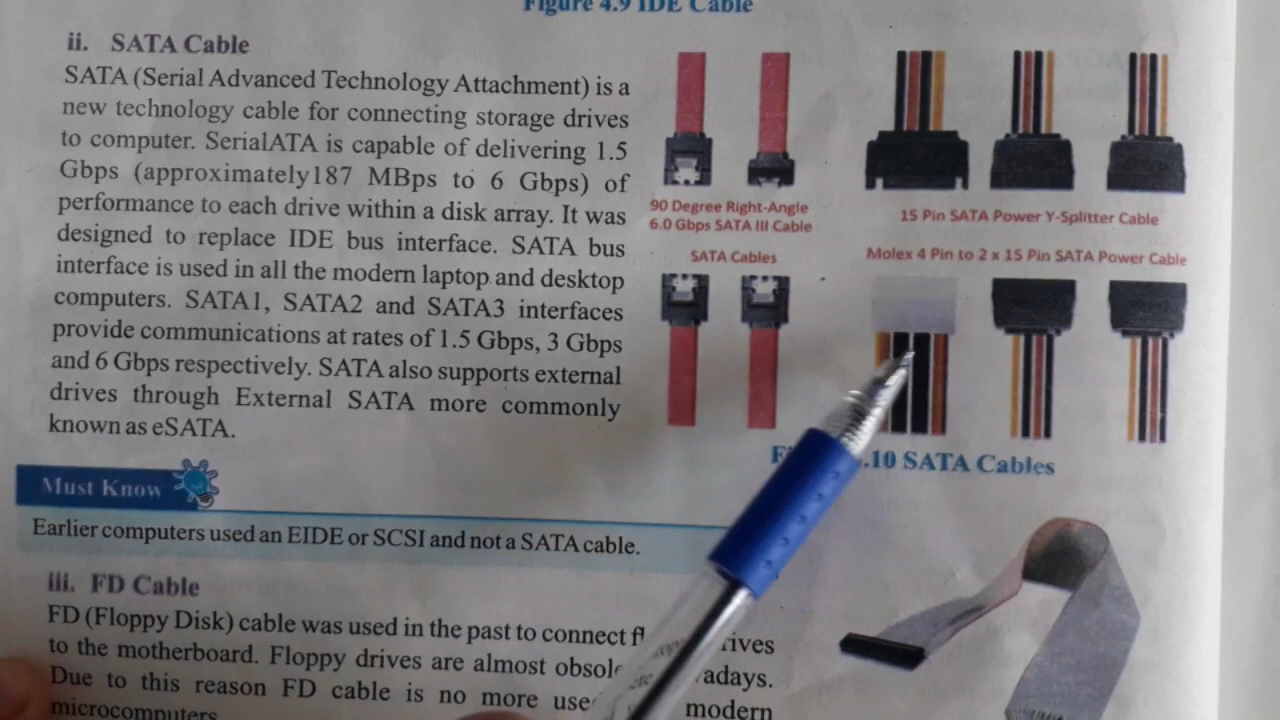 Figure 4.9 IDE Cable
ii. SATA Cable
SATA (Serial Advanced Technology Attachment) is a
new technology cable for connecting storage drives
to computer. SerialATA is capable of delivering 1.5
Gbps (approximately187 MBps to 6 Gbps) of
performance to each drive within a disk array. It was
designed to replace IDE bus interface. SATA bus
interface is used in all the modern laptop and desktop
computers. SATA1, SATA2 and SATA3 interfaces
provide communications at rates of 1.5 Gbps, 3 Gbps
and 6 Gbps respectively. SATA also supports external
drives through External SATA more commonly
known as eSATA.
90 Degree Right-Angle
6.0 Gbps SATA III Cable
15 Pin SATA Power Y-Splitter Cable
SATA Cables
Molex 4 Pin to 2 x 15 Pin SATA Power Cable
.10 SATA Cables
Must Know
Earlier computers used an EIDE or SCSI and not a SATA cable.
iii. FD Cable
FD (Floppy Disk) cable was used in the past to connect rives
to the motherboard. Floppy drives are almost adays.
Due to this reason FD cable is no more modern
microcomputers